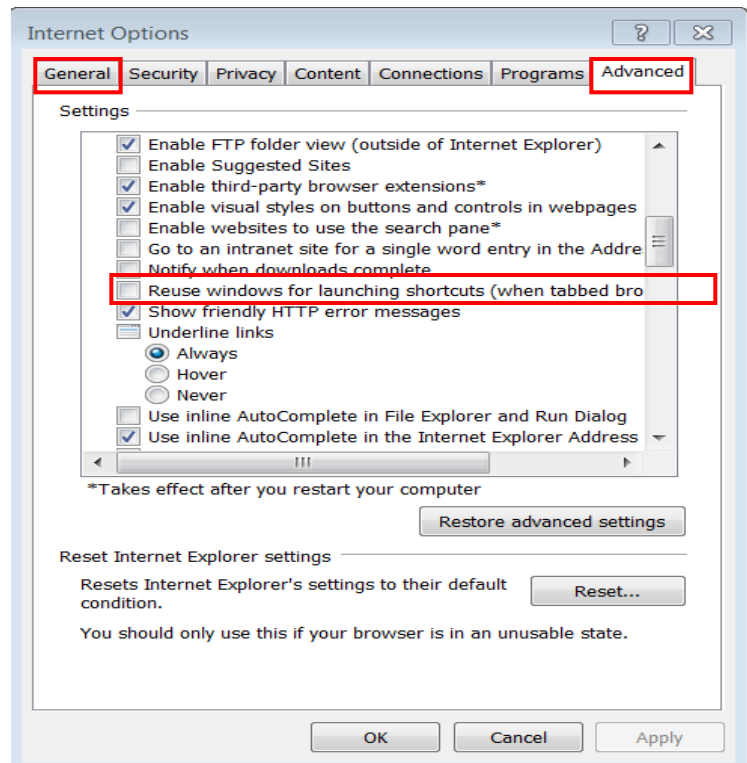 Internet Options
General Security Privacy Content Connections Programs Advanced
Settings
Enable FTP folder view (outside of Internet Explorer)
Enable Suggested Sites
Enable third-party browser extensions*
Enable visual styles on buttons and controls in webpages
Enable websites to use the search pane*
Go to an intranet site for a single word entry in the Addre
Notify when downloads complete
Reuse windows for launching shortcuts (when tabbed bro
Show friendly HTTP error messages
Underline links
Always
Hover
Never
Use inline AutoComplete in File Explorer and Run Dialog
Use inline AutoComplete in the Internet Explorer Address
*Takes effect after you restart your computer
Restore advanced settings
Reset Internet Explorer settings
Resets Internet Explorer's settings to their default
condition.
Reset...
You should only use this if your browser is in an unusable state.
OK Cancel Apply